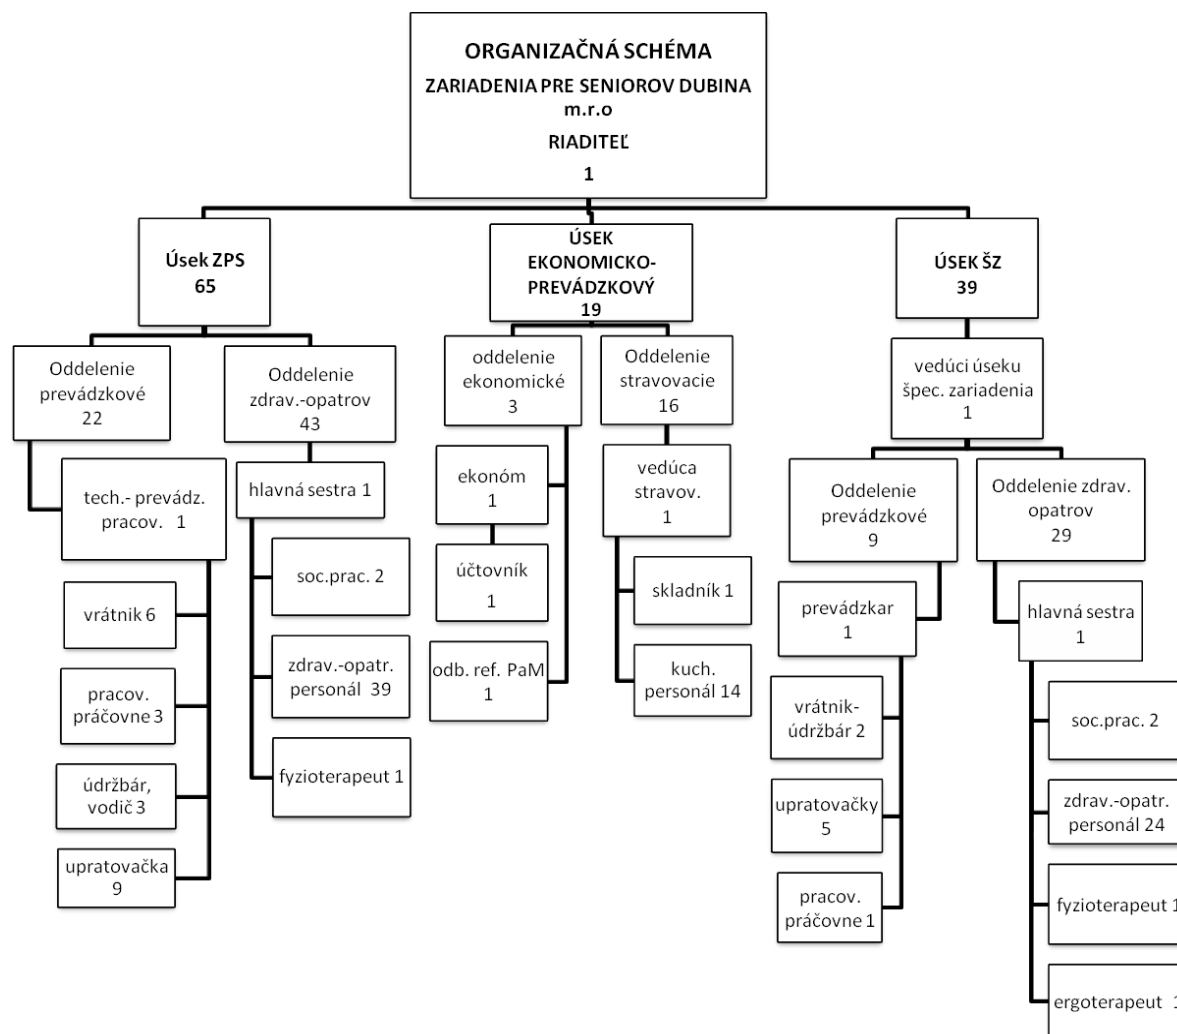 ORGANIZAČNÁ SCHÉMA
ZARIADENIA PRE SENIOROV DUBINA
m.r.o
RIADITEĽ
1
Úsek ZPS
65
ÚSEK
EKONOMICKO-
PREVÁDZKOVÝ
19
ÚSEK ŠZ
39
Oddelenie
prevádzkové
22
Oddelenie
zdrav.-opatrov
43
oddelenie
ekonomické
3
Oddelenie
stravovacie
16
vedúci úseku
špec. zariadenia
1
tech.- prevádz.
pracov. 1
vrátnik 6
pracov.
práčovne 3
údržbár,
vodič 3
upratovačka
9
hlavná sestra 1
soc.prac. 2
zdrav.-opatr.
personál 39
fyzioterapeut 1
ekonóm
1
účtovník
1
odb. ref. PaM
1
vedúca
stravov.
1
skladník 1
kuch.
personál 14
Oddelenie
prevádzkové
9
prevádzkar
1
vrátnik-
údržbár 2
upratovačky
5
pracov.
práčovne 1
Oddelenie zdrav.
opatrov
29
hlavná sestra
1
soc.prac. 2
zdrav.-opatr.
personál 24
fyzioterapeut 1
ergoterapeut 1